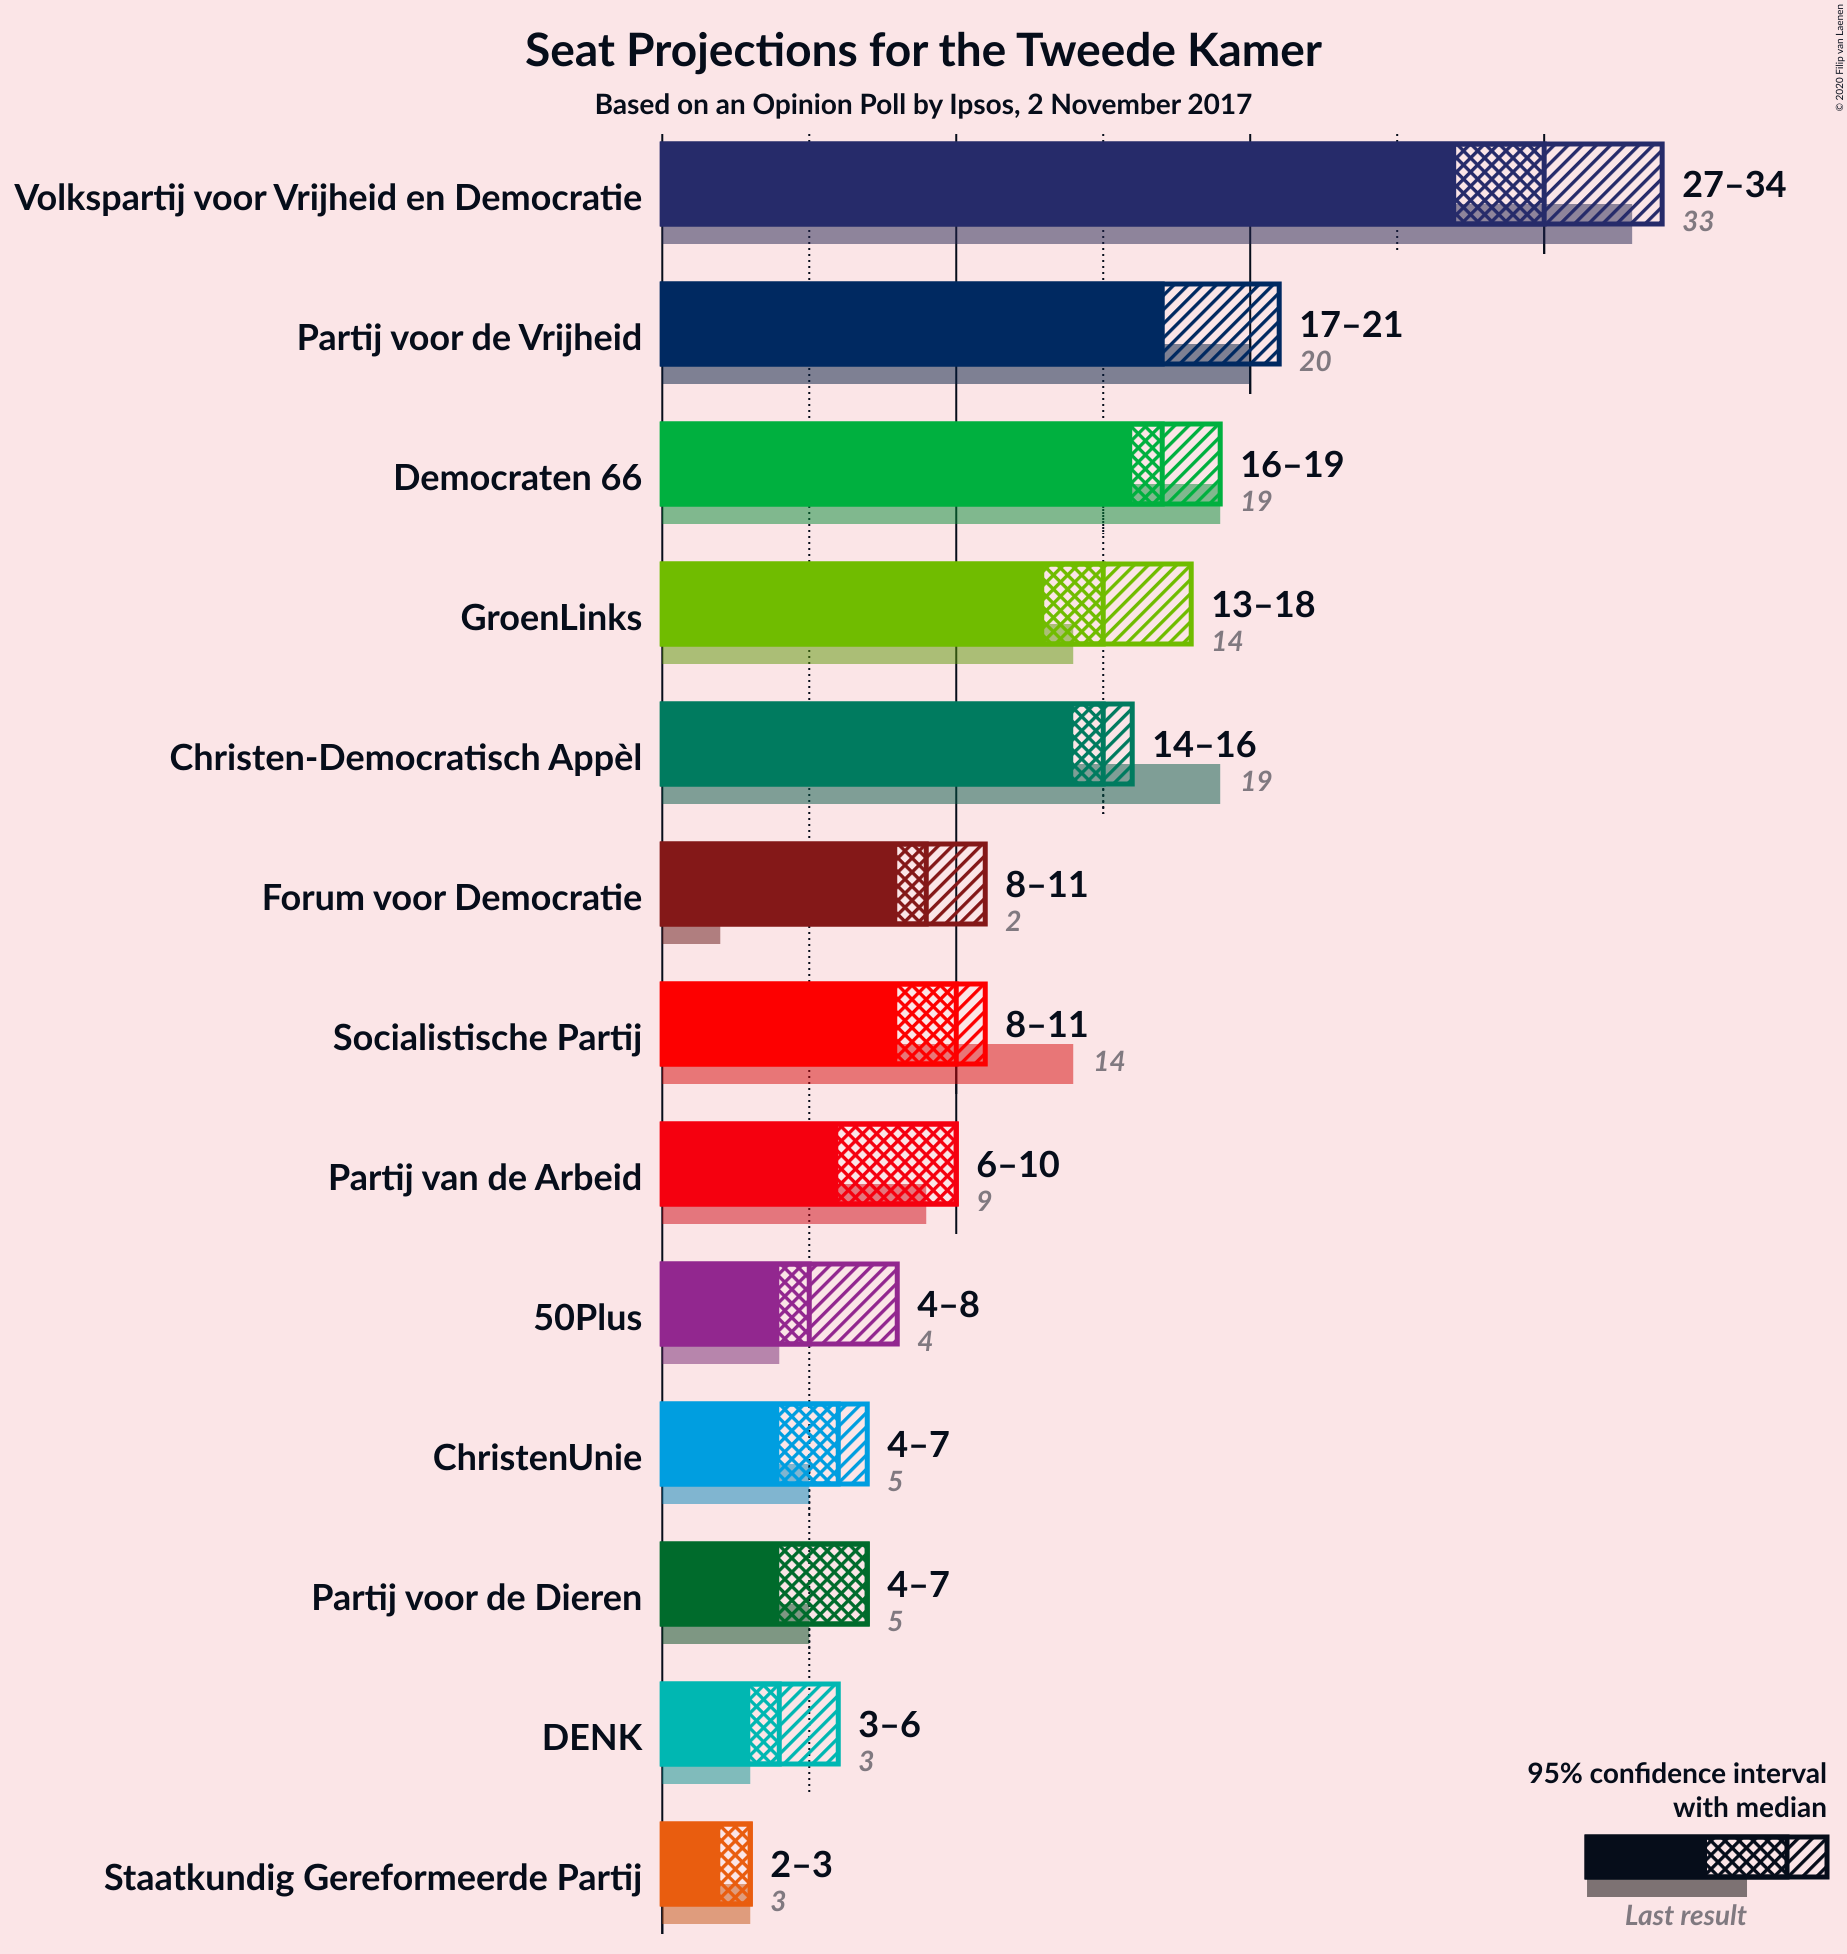 Seat Projections for the Tweede Kamer
Based on an Opinion Poll by Ipsos, 2 November 2017
© 2020 Filip van Laenen
Volkspartij voor Vrijheid en Democratie
27–34
33
Partij voor de Vrijheid
17–21
20
Democraten 66
16–19
19
GroenLinks
13–18
14
Christen-Democratisch Appèl
14–16
19
Forum voor Democratie
8–11
2
Socialistische Partij
8–11
14
Partij van de Arbeid
6–10
9
50Plus
4–8
4
ChristenUnie
4–7
5
Partij voor de Dieren
4–7
5
DENK
3–6
3
Staatkundig Gereformeerde Partij
2–3
3
95% confidence interval
with median
Last result